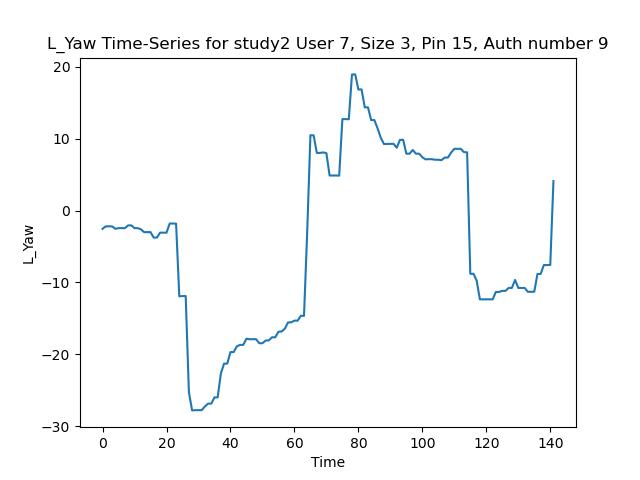 L_Yaw Time-Series for study2 User 7, Size 3, Pin 15, Auth number 9
20
10
0
−10
−20
−30
L_Yaw
0 20 40 60 80 100 120 140
Time